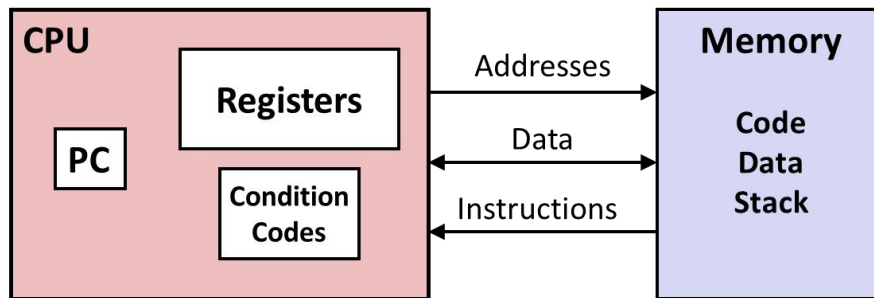 CPU
Registers
PC
Condition
Codes
Addresses
Data
Instructions
Memory
Code
Data
Stack